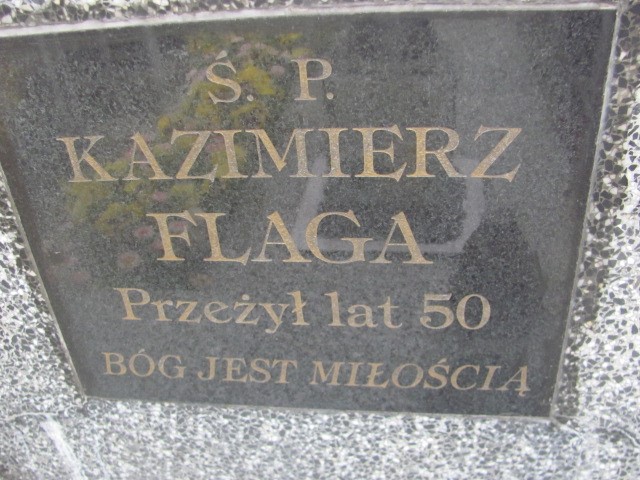 Ś. P.
KAZIMIERZ
FLAGA
Przeżył lat 50
BÓG JEST MIŁOŚCIĄ